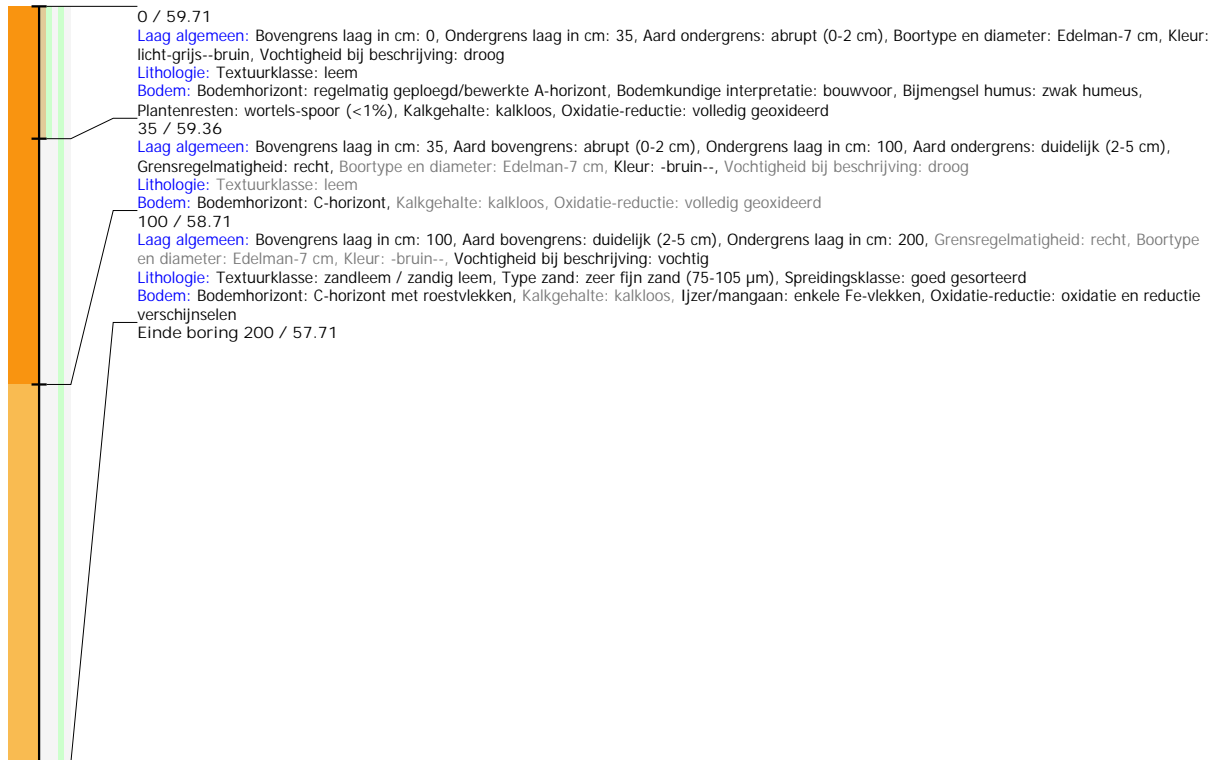 0 / 59.71
Laag algemeen: Bovengrens laag in cm: 0, Ondergrens laag in cm: 35, Aard ondergrens: abrupt (0-2 cm), Boortype en diameter: Edelman-7 cm, Kleur:
licht-grijs--bruin, Vochtigheid bij beschrijving: droog
Lithologie: Textuurklasse: leem
Bodem: Bodemhorizont: regelmatig geploegd/bewerkte A-horizont, Bodemkundige interpretatie: bouwvoor, Bijmengsel humus: zwak humeus,
Plantenresten: wortels-spoor (<1%), Kalkgehalte: kalkloos, Oxidatie-reductie: volledig geoxideerd
35 / 59.36
Laag algemeen: Bovengrens laag in cm: 35, Aard bovengrens: abrupt (0-2 cm), Ondergrens laag in cm: 100, Aard ondergrens: duidelijk (2-5 cm),
Grensregelmatigheid: recht, Boortype en diameter: Edelman-7 cm, Kleur: -bruin--, Vochtigheid bij beschrijving: droog
Lithologie: Textuurklasse: leem
Bodem: Bodemhorizont: C-horizont, Kalkgehalte: kalkloos, Oxidatie-reductie: volledig geoxideerd
100 / 58.71
Laag algemeen: Bovengrens laag in cm: 100, Aard bovengrens: duidelijk (2-5 cm), Ondergrens laag in cm: 200, Grensregelmatigheid: recht, Boortype
en diameter: Edelman-7 cm, Kleur: -bruin--, Vochtigheid bij beschrijving: vochtig
Lithologie: Textuurklasse: zandleem / zandig leem, Type zand: zeer fijn zand (75-105 µm), Spreidingsklasse: goed gesorteerd
Bodem: Bodemhorizont: C-horizont met roestvlekken, Kalkgehalte: kalkloos, Ijzer/mangaan: enkele Fe-vlekken, Oxidatie-reductie: oxidatie en reductie
verschijnselen
Einde boring 200 / 57.71